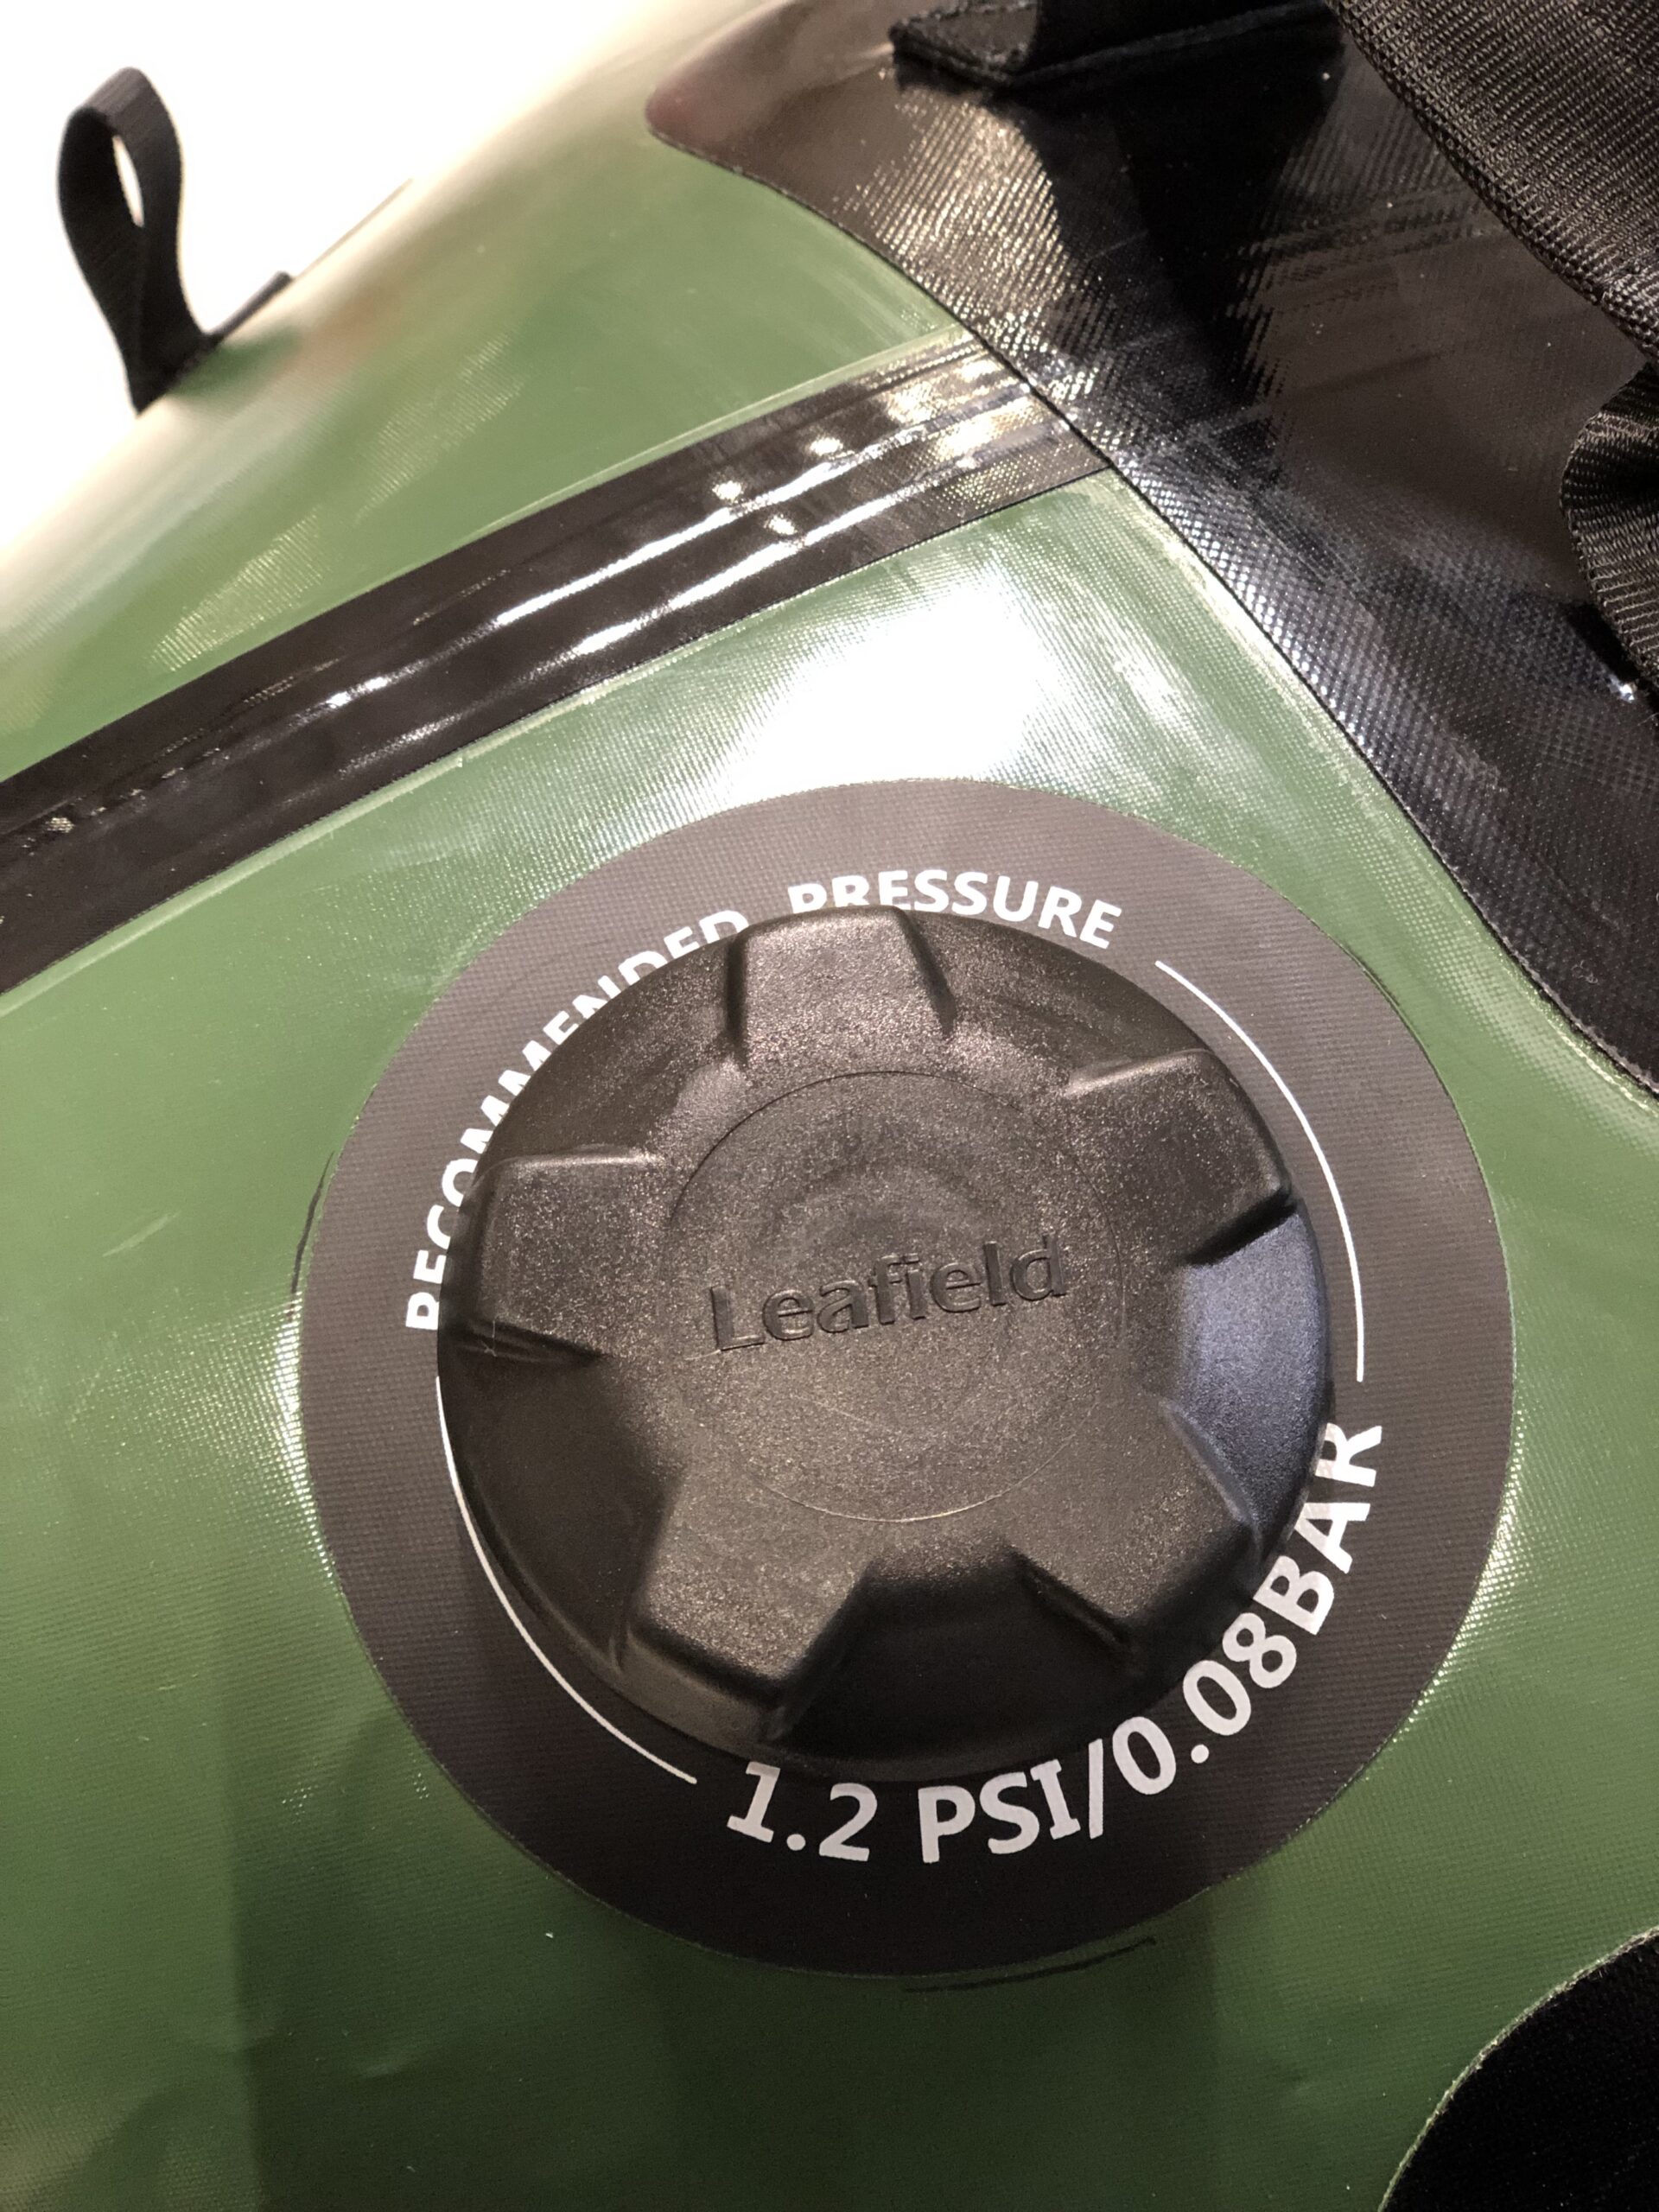 RECOMMENDED PRESSURE
Leafield
1.2 PSI/0.08BAR